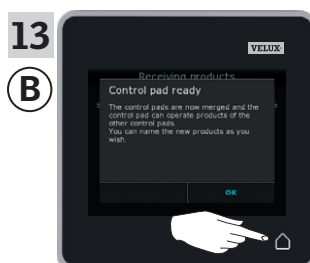 13
B
VELUX
Receiving products
Control pad ready
The control pads are now merged and the
control pad can operate products of the
other control pads.
You can name the new products as you
wish.
OK